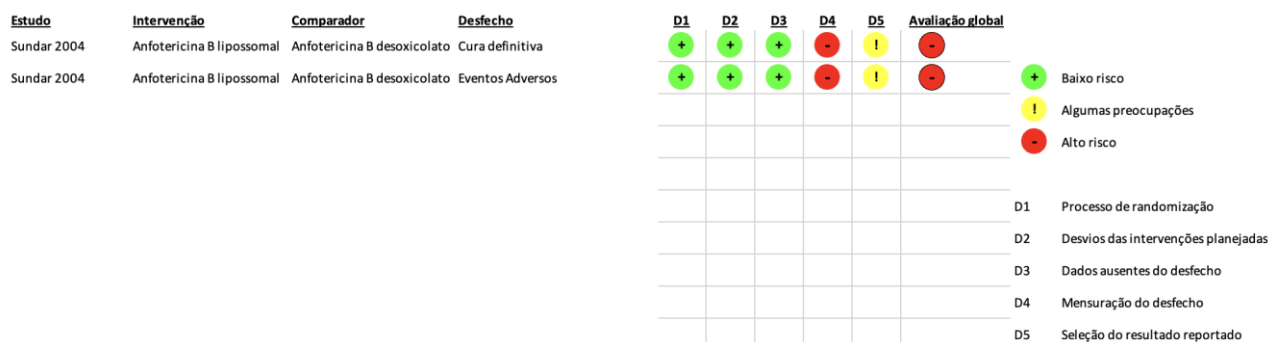 Estudo Intervenção Comparador Desfecho D1 D2 D3 D4 D5 Avaliação global
Sundar 2004 Anfotericina B lipossomal Anfotericina B desoxicolato Cura definitiva + + + - ! -
Sundar 2004 Anfotericina B lipossomal Anfotericina B desoxicolato Eventos Adversos + + + - ! -
+ Baixo risco
! Algumas preocupações
- Alto risco
D1 Processo de randomização
D2 Desvios das intervenções planejadas
D3 Dados ausentes do desfecho
D4 Mensuração do desfecho
D5 Seleção do resultado reportado